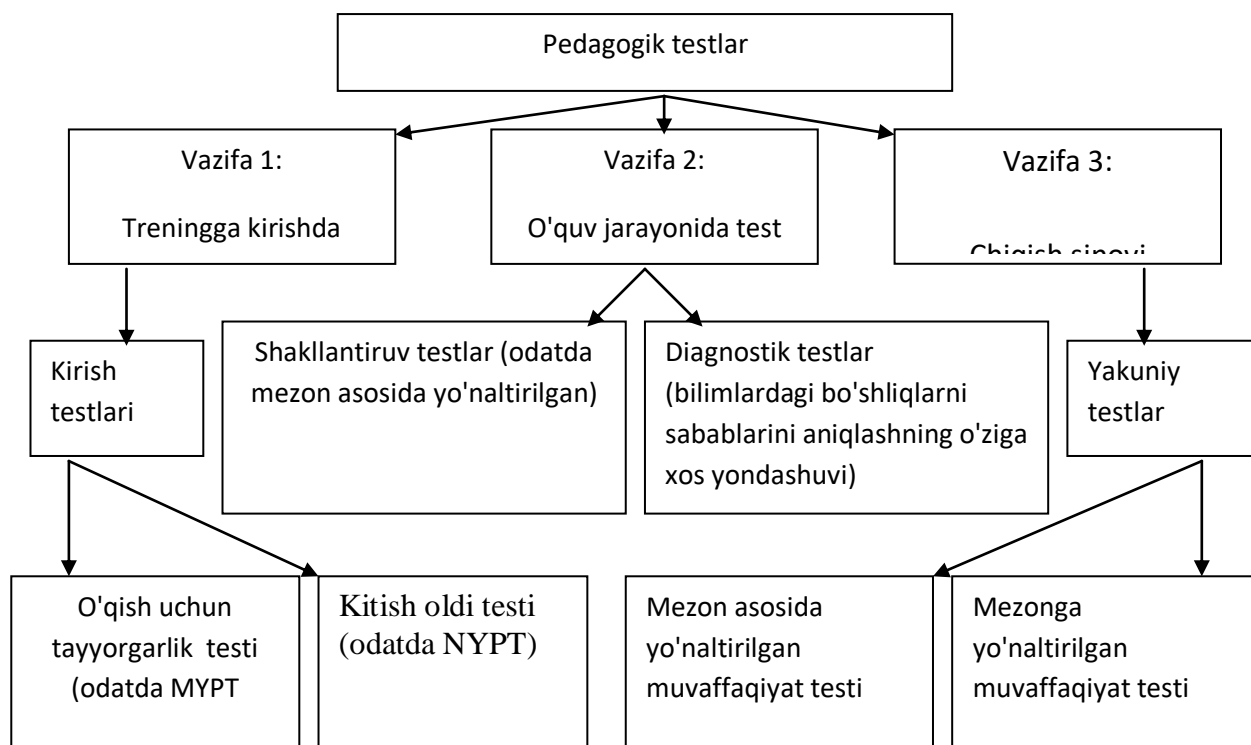 Pedagogik testlar
Vazifa 1:
Treningga kirishda
Vazifa 2:
O'quv jarayonida test
Vazifa 3:
Chiqish sinovi
Kirish
testlari
Shakllantiruv testlar (odatda
mezon asosida yo'naltirilgan)
Diagnostik testlar
(bilimlardagi bo'shliqlarni
sabablarini aniqlashning o'ziga
xos yondashuvi)
Yakuniy
testlar
O'qish uchun
tayyorgarlik testi
(odatda MYPT
Kitish oldi testi
(odatda NYPT)
Mezon asosida
yo'naltirilgan
muvaffaqiyat testi
Mezonga
yo'naltirilgan
muvaffaqiyat testi